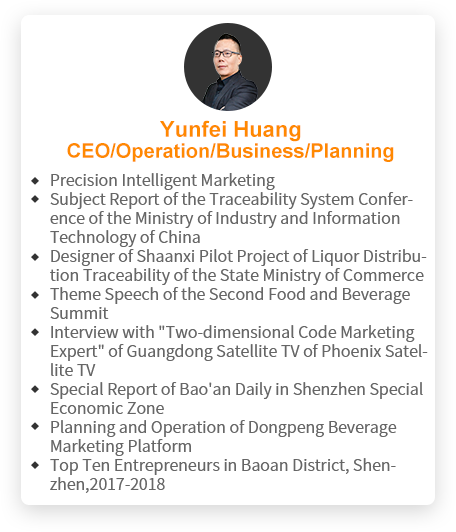 Yunfei Huang
CEO/Operation/Business/Planning
Precision Intelligent Marketing
Subject Report of the Traceability System Confer-
ence of the Ministry of Industry and Information
Technology of China
Designer of Shaanxi Pilot Project of Liquor Distribu-
tion Traceability of the State Ministry of Commerce
Theme Speech of the Second Food and Beverage
Summit
Interview with "Two-dimensional Code Marketing
Expert" of Guangdong Satellite TV of Phoenix Satel-
lite TV
Special Report of Bao'an Daily in Shenzhen Special
Economic Zone
Planning and Operation of Dongpeng Beverage
Marketing Platform
Top Ten Entrepreneurs in Baoan District, Shen-
zhen,2017-2018